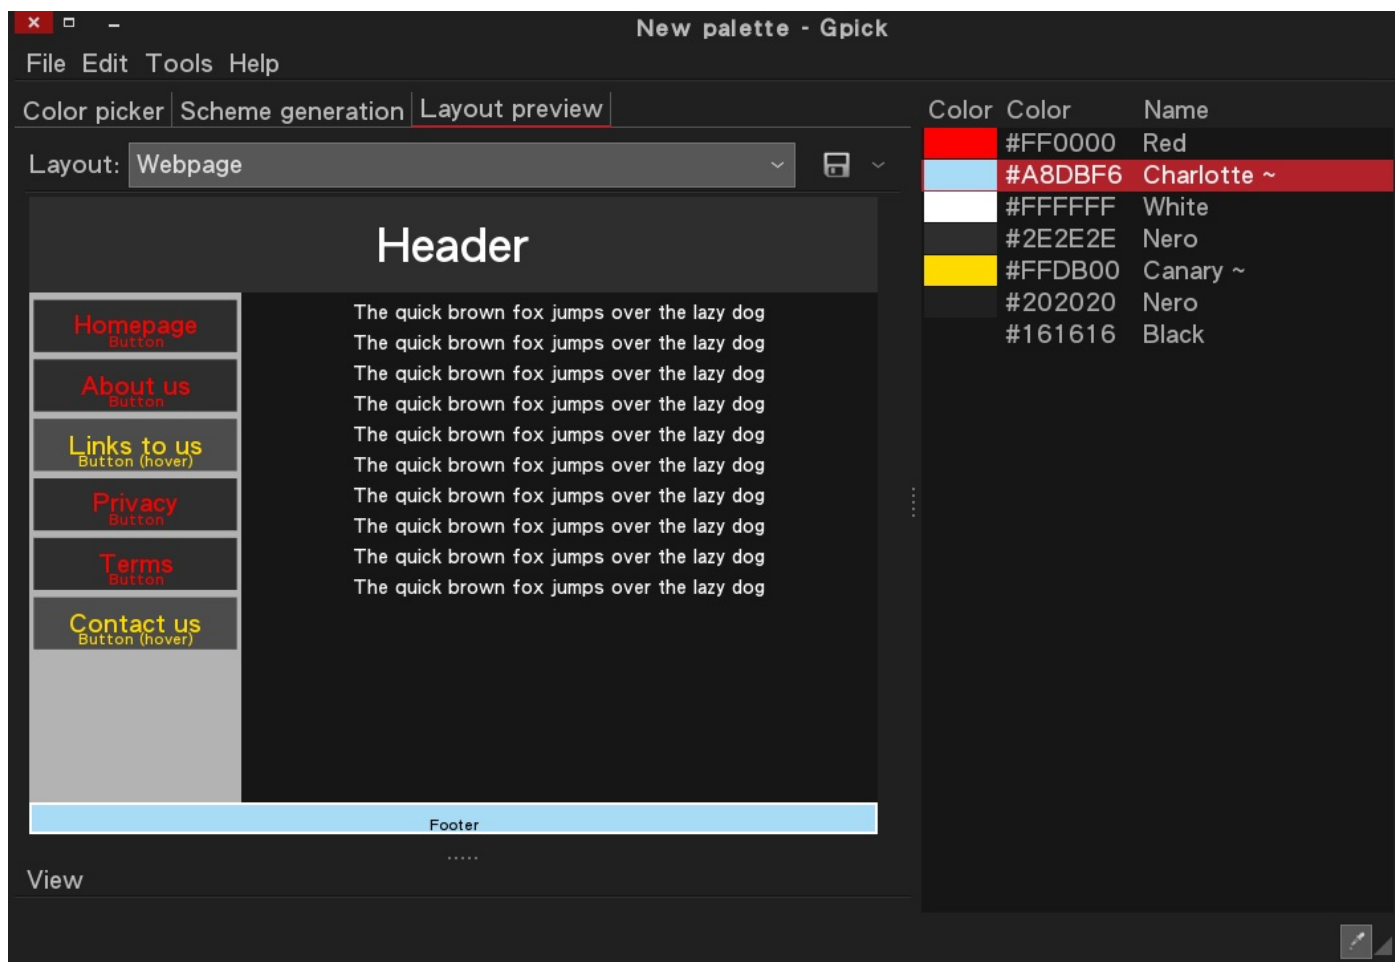 New palette - Gpick
File Edit Tools Help
Color picker Scheme generation Layout preview
Layout: Webpage
Header
Homepage
Button
About us
Button
Links to us
Button (hover)
Privacy
Button
Terms
Button
Contact us
Button (hover)
The quick brown fox jumps over the lazy dog
The quick brown fox jumps over the lazy dog
The quick brown fox jumps over the lazy dog
The quick brown fox jumps over the lazy dog
The quick brown fox jumps over the lazy dog
The quick brown fox jumps over the lazy dog
The quick brown fox jumps over the lazy dog
The quick brown fox jumps over the lazy dog
The quick brown fox jumps over the lazy dog
The quick brown fox jumps over the lazy dog
Footer
View
Color Color Name
#FF0000 Red
#A8DBF6 Charlotte ~
#FFFFFF White
#2E2E2E Nero
#FFDB00 Canary ~
#202020 Nero
#161616 Black